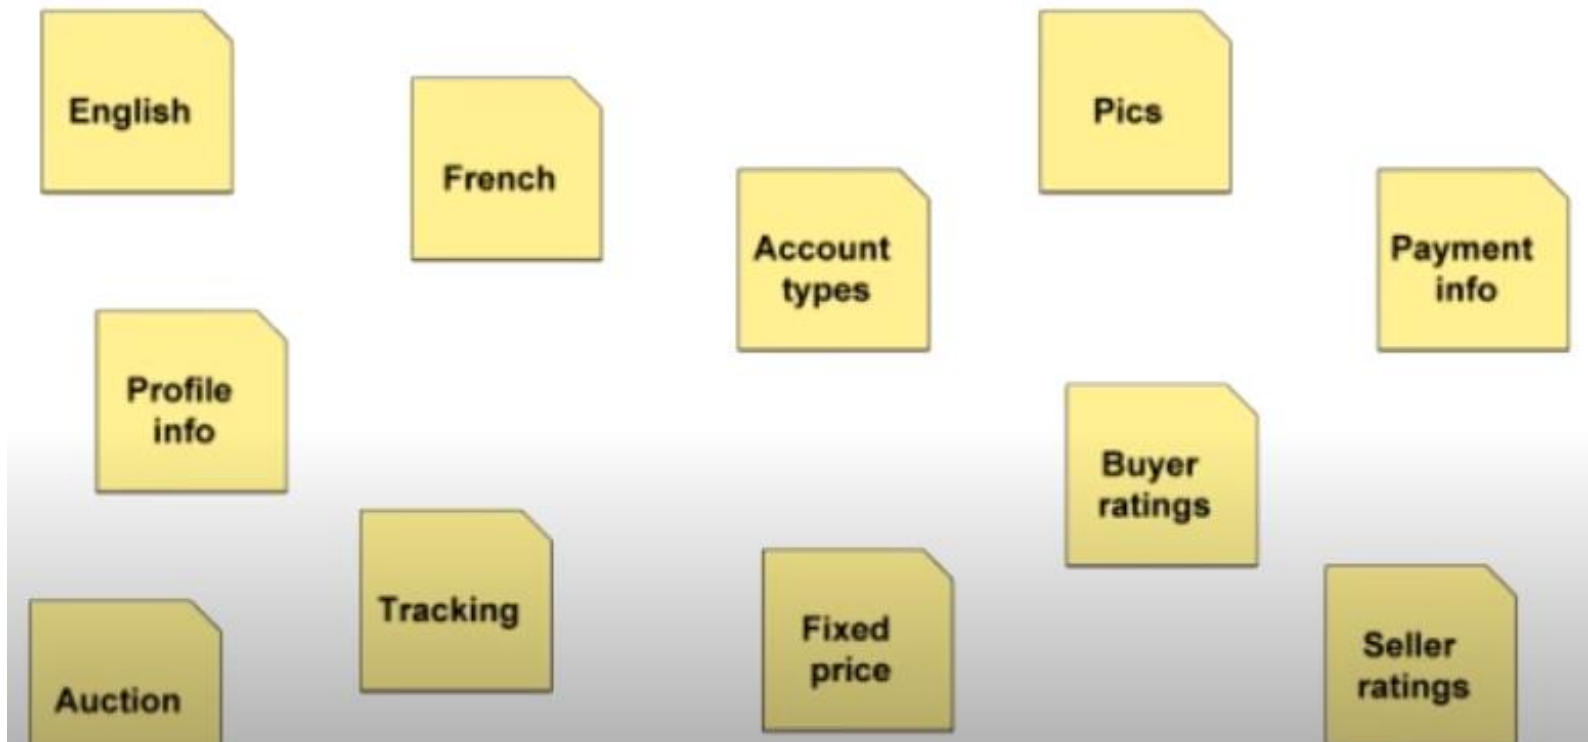 English
French
Pics
Account
types
Payment
info
Profile
info
Buyer
ratings
Tracking
Fixed
price
Seller
ratings
Auction